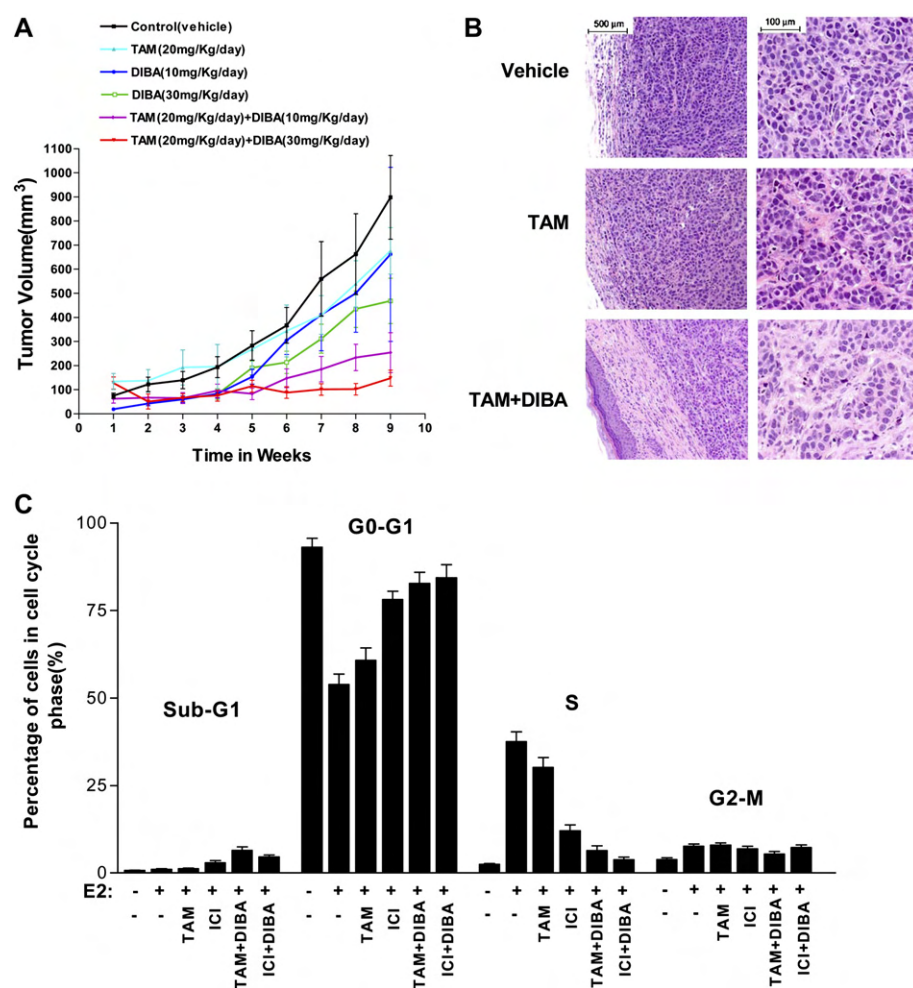 A
Control(vehicle)
TAM(20mg/Kg/day)
DIBA(10mg/Kg/day)
DIBA(30mg/Kg/day)
TAM(20mg/Kg/day)+DIBA(10mg/Kg/day)
TAM(20mg/Kg/day)+DIBA(30mg/Kg/day)
Tumor Volume(mm³)
1100
1000
900
800
700
600
500
400
300
200
100
0
0 1 2 3 4 5 6 7 8 9 10
Time in Weeks
B
500 µm
100 µm
Vehicle
TAM
TAM+DIBA
C
Percentage of cells in cell cycle
phase(%)
100
75
50
25
0
Sub-G1
G0-G1
S
G2-M
E2: - + + + + + - + + + + + - + + + + + - + + + + +
- - TAM ICI TAM+DIBA ICI+DIBA - - TAM ICI TAM+DIBA ICI+DIBA - - TAM ICI TAM+DIBA ICI+DIBA - - TAM ICI TAM+DIBA ICI+DIBA